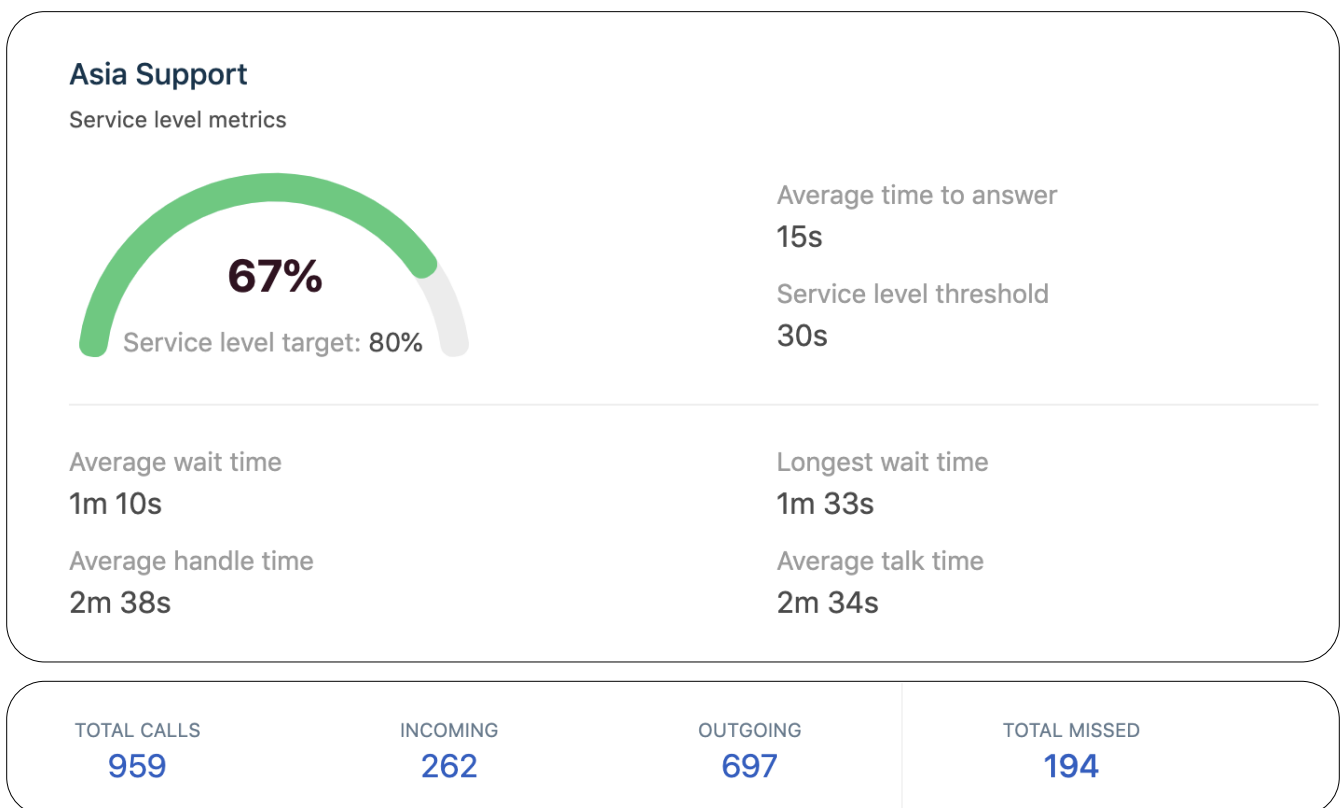 Asia Support
Service level metrics
67%
Service level target: 80%
Average time to answer
15s
Service level threshold
30s
Average wait time
1m 10s
Longest wait time
1m 33s
Average handle time
2m 38s
Average talk time
2m 34s
TOTAL CALLS
959
INCOMING
262
OUTGOING
697
TOTAL MISSED
194